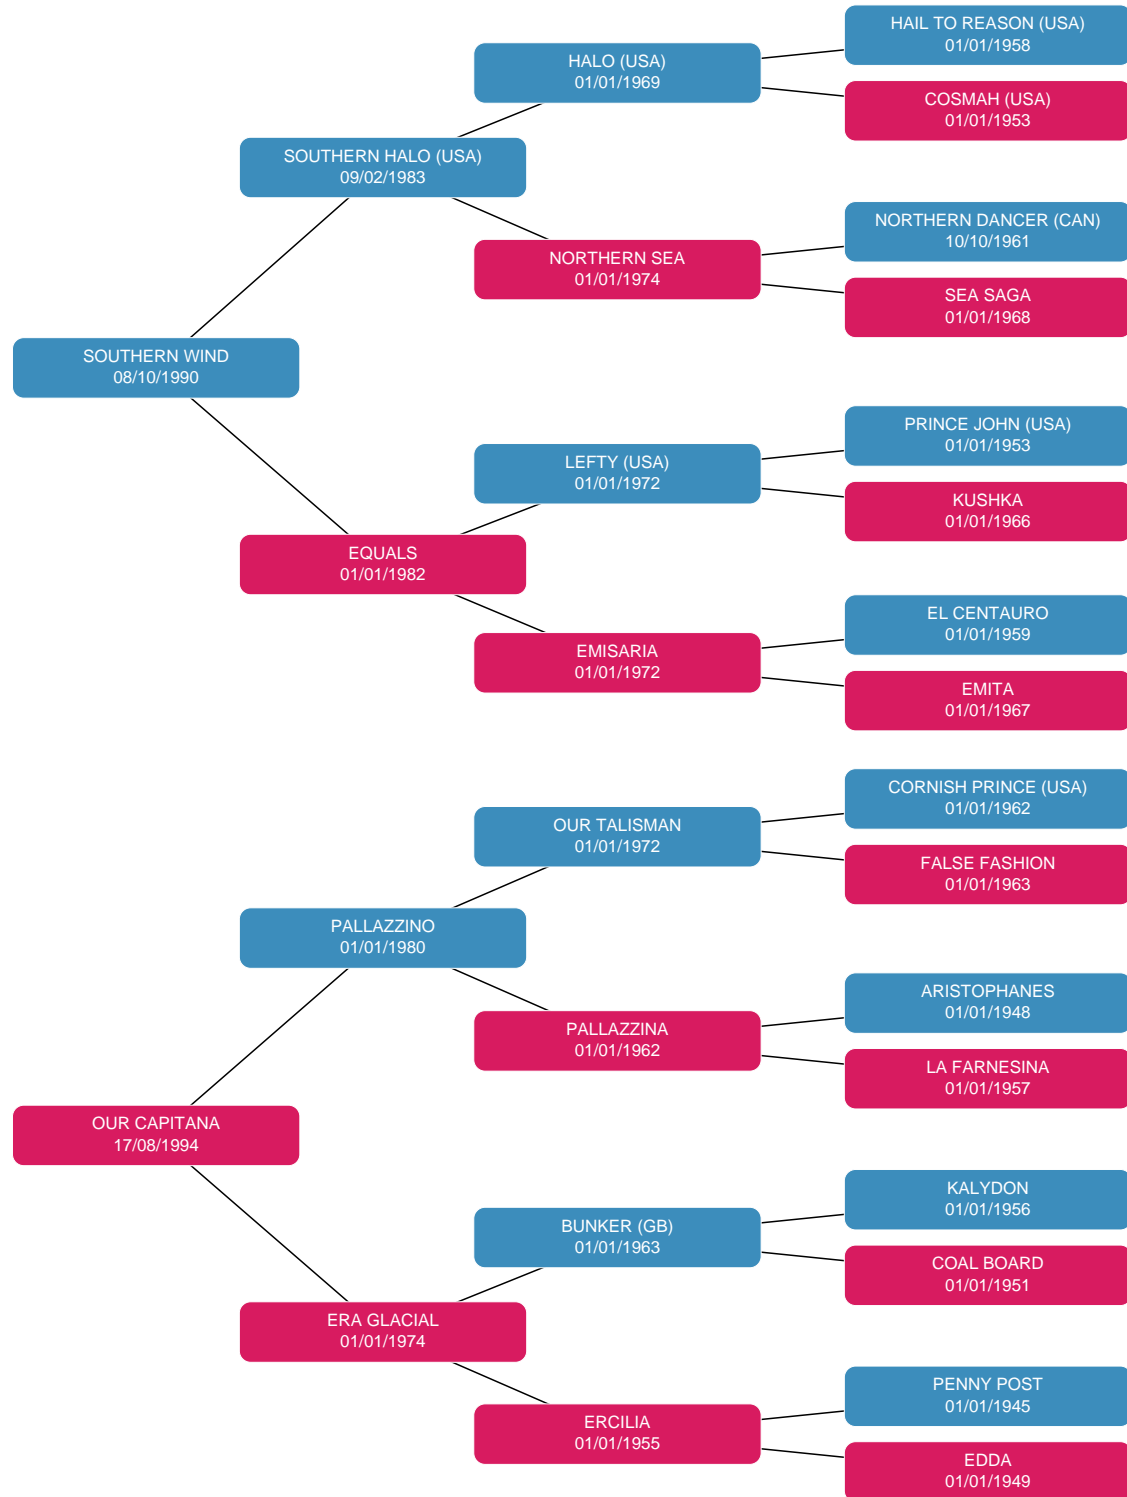 HAIL TO REASON (USA)
01/01/1958
HALO (USA)
01/01/1969
COSMAH (USA)
01/01/1953
SOUTHERN HALO (USA)
09/02/1983
NORTHERN DANCER (CAN)
10/10/1961
NORTHERN SEA
01/01/1974
SEA SAGA
01/01/1968
SOUTHERN WIND
08/10/1990
PRINCE JOHN (USA)
01/01/1953
LEFTY (USA)
01/01/1972
KUSHKA
01/01/1966
EQUALS
01/01/1982
EL CENTAURO
01/01/1959
EMISARIA
01/01/1972
EMITA
01/01/1967
CORNISH PRINCE (USA)
01/01/1962
OUR TALISMAN
01/01/1972
FALSE FASHION
01/01/1963
PALLAZZINO
01/01/1980
ARISTOPHANES
01/01/1948
PALLAZZINA
01/01/1962
LA FARNESINA
01/01/1957
OUR CAPITANA
17/08/1994
KALYDON
01/01/1956
BUNKER (GB)
01/01/1963
COAL BOARD
01/01/1951
ERA GLACIAL
01/01/1974
PENNY POST
01/01/1945
ERCILIA
01/01/1955
EDDA
01/01/1949